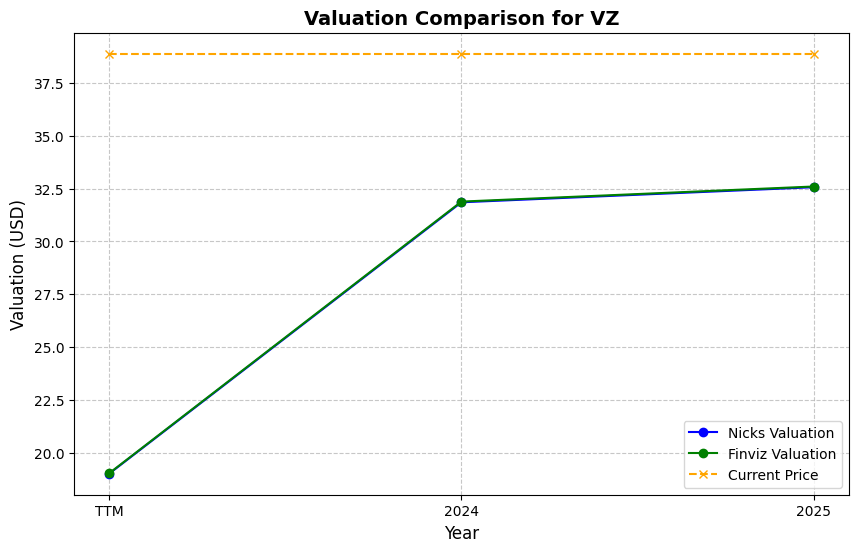 Valuation Comparison for VZ
Valuation (USD)
37.5
35.0
32.5
30.0
27.5
25.0
22.5
20.0
TTM
2024
2025
Year
Nicks Valuation
Finviz Valuation
Current Price